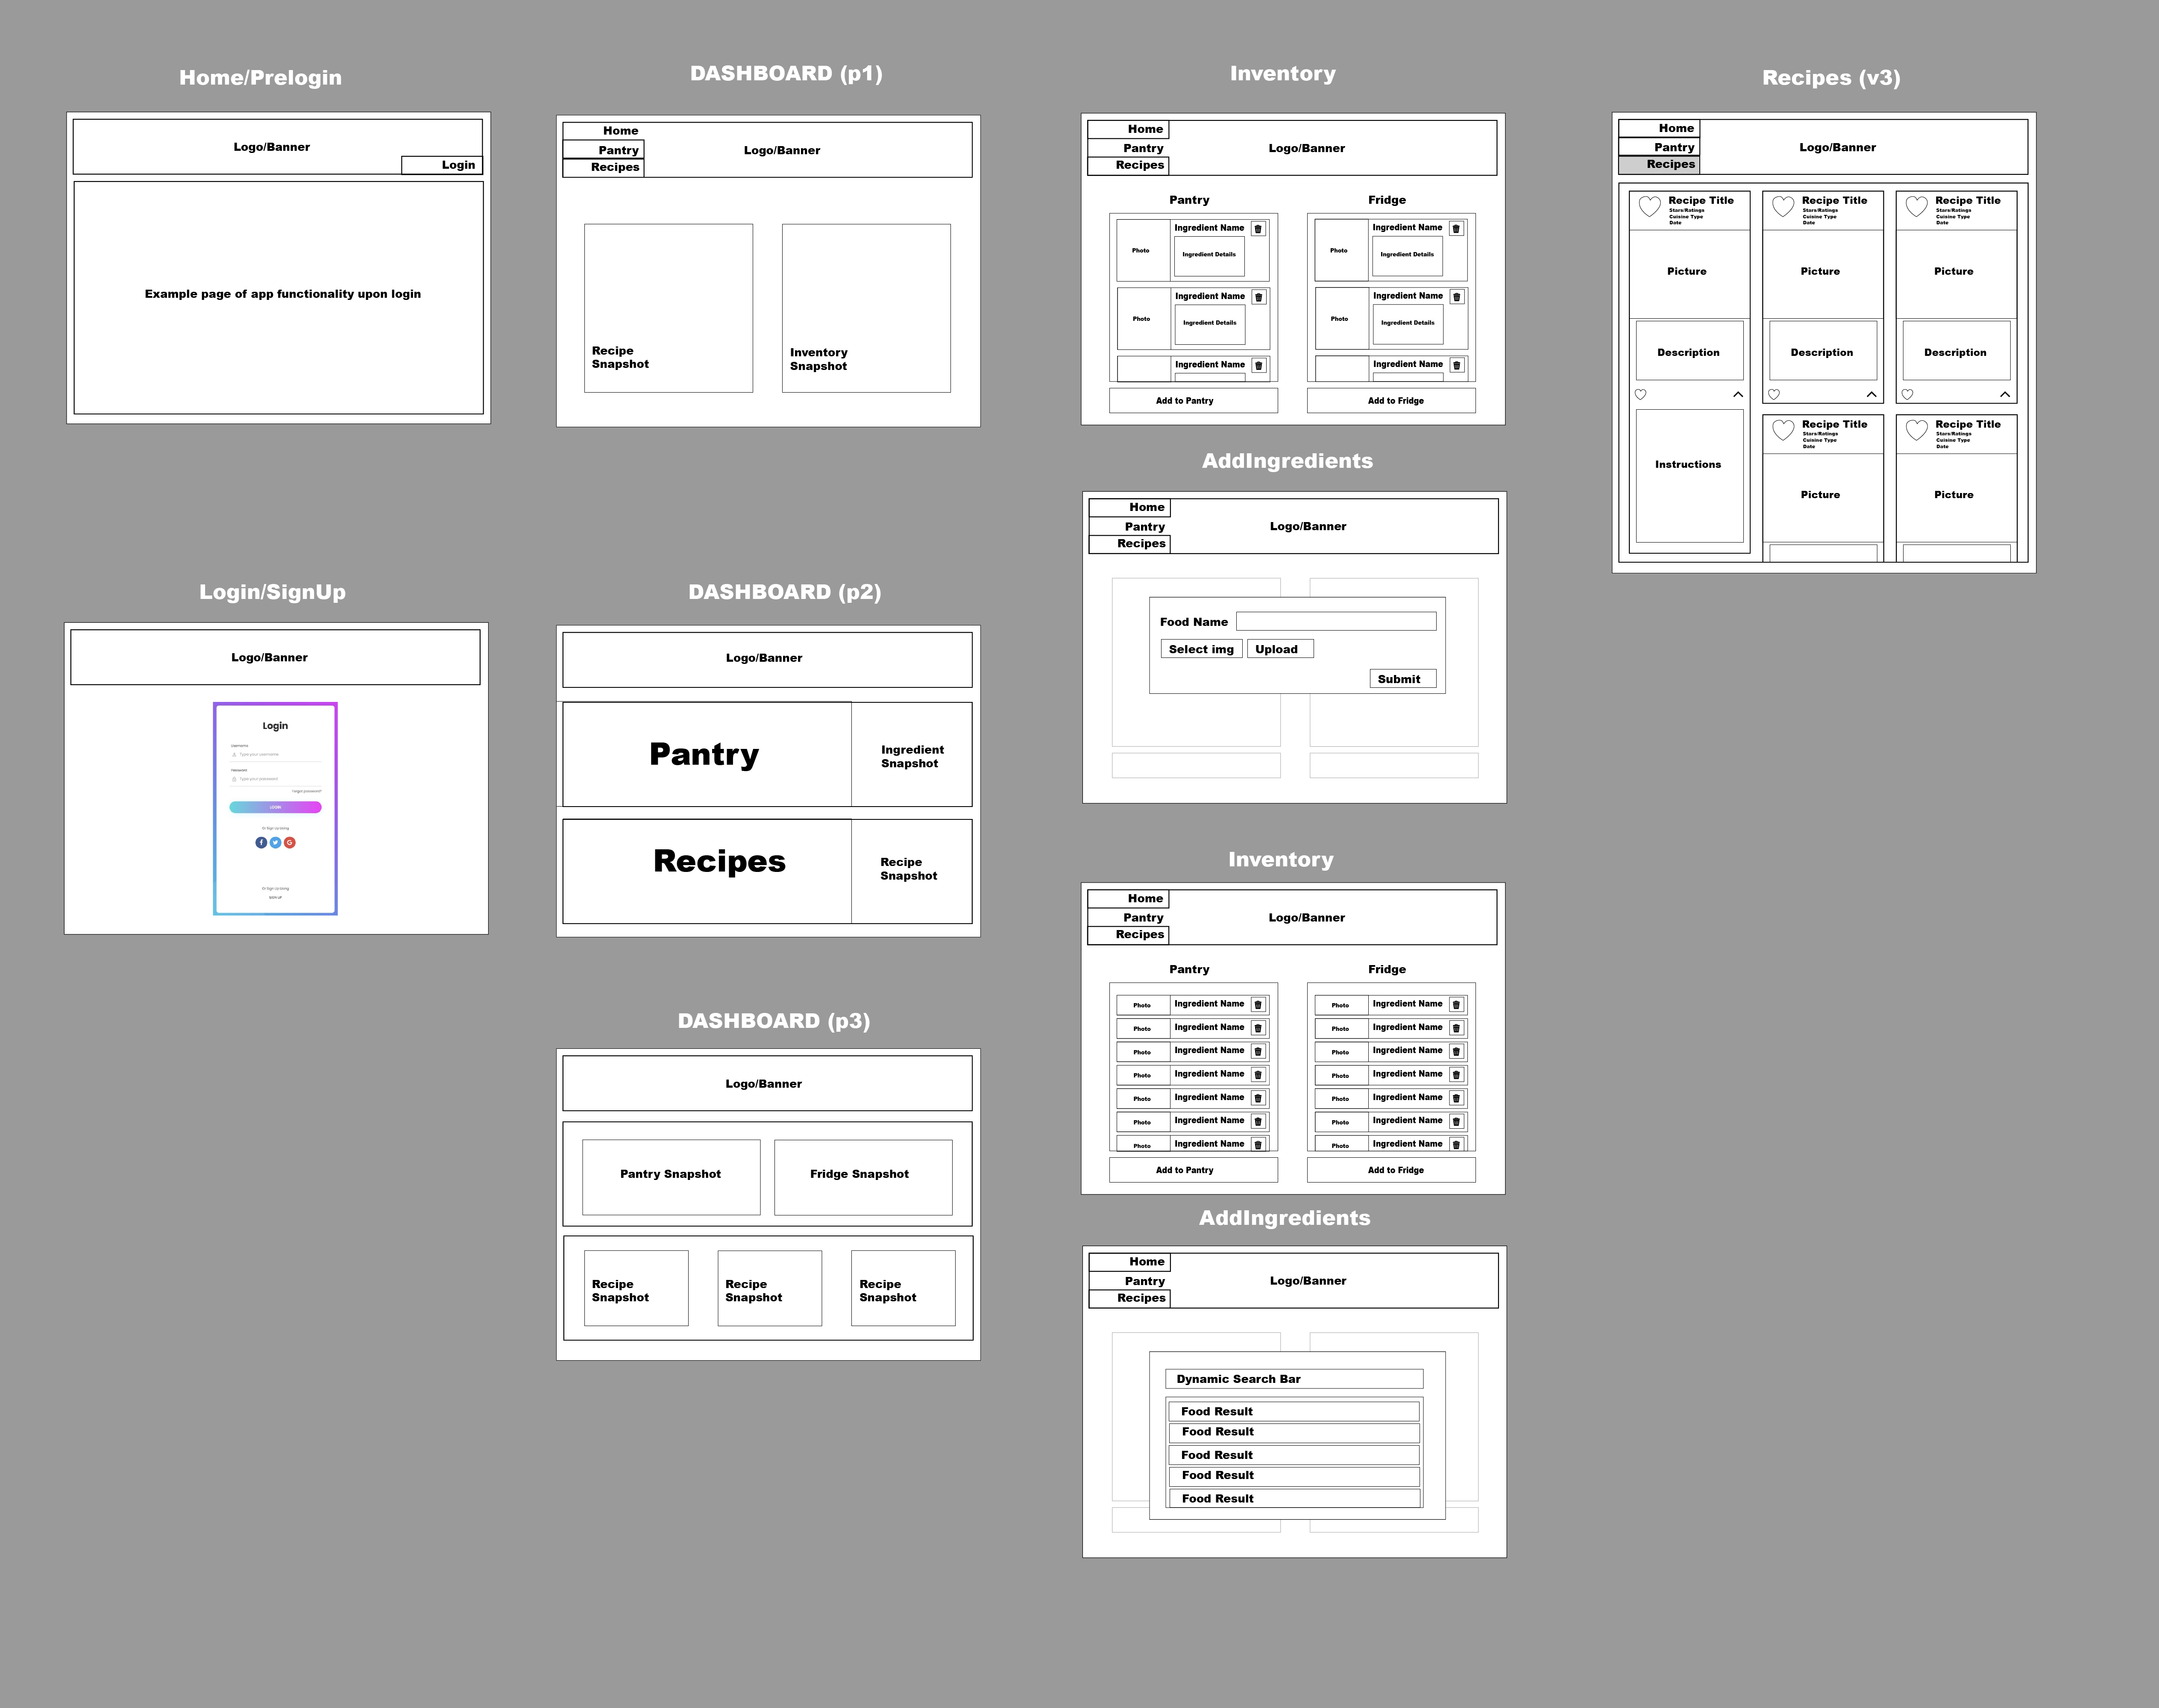 Home/Prelogin
Logo/Banner
Login
Example page of app functionality upon login
Login/SignUp
Logo/Banner
Login
Username
Type your username
Password
Type your password
Forgot password?
LOGIN
Or Sign Up Using
Or Sign Up Using
SIGN UP
DASHBOARD (p1)
Home
Pantry
Recipes
Logo/Banner
Recipe
Snapshot
Inventory
Snapshot
DASHBOARD (p2)
Logo/Banner
Pantry
Ingredient
Snapshot
Recipes
Recipe
Snapshot
DASHBOARD (p3)
Logo/Banner
Pantry Snapshot
Fridge Snapshot
Recipe
Snapshot
Recipe
Snapshot
Recipe
Snapshot
Inventory
Home
Pantry
Recipes
Logo/Banner
Pantry
Photo
Ingredient Name
Ingredient Details
Photo
Ingredient Name
Ingredient Details
Ingredient Name
Add to Pantry
Fridge
Photo
Ingredient Name
Ingredient Details
Photo
Ingredient Name
Ingredient Details
Ingredient Name
Add to Fridge
AddIngredients
Home
Pantry
Recipes
Logo/Banner
Food Name
Select img
Upload
Submit
Inventory
Home
Pantry
Recipes
Logo/Banner
Pantry
Photo Ingredient Name
Photo Ingredient Name
Photo Ingredient Name
Photo Ingredient Name
Photo Ingredient Name
Photo Ingredient Name
Photo Ingredient Name
Add to Pantry
Fridge
Photo Ingredient Name
Photo Ingredient Name
Photo Ingredient Name
Photo Ingredient Name
Photo Ingredient Name
Photo Ingredient Name
Photo Ingredient Name
Add to Fridge
AddIngredients
Home
Pantry
Recipes
Logo/Banner
Dynamic Search Bar
Food Result
Food Result
Food Result
Food Result
Food Result
Recipes (v3)
Home
Pantry
Recipes
Logo/Banner
Recipe Title
Stars/Ratings
Cuisine Type
Date
Picture
Description
Instructions
Recipe Title
Stars/Ratings
Cuisine Type
Date
Picture
Description
Recipe Title
Stars/Ratings
Cuisine Type
Date
Picture
Description
Recipe Title
Stars/Ratings
Cuisine Type
Date
Picture
Recipe Title
Stars/Ratings
Cuisine Type
Date
Picture